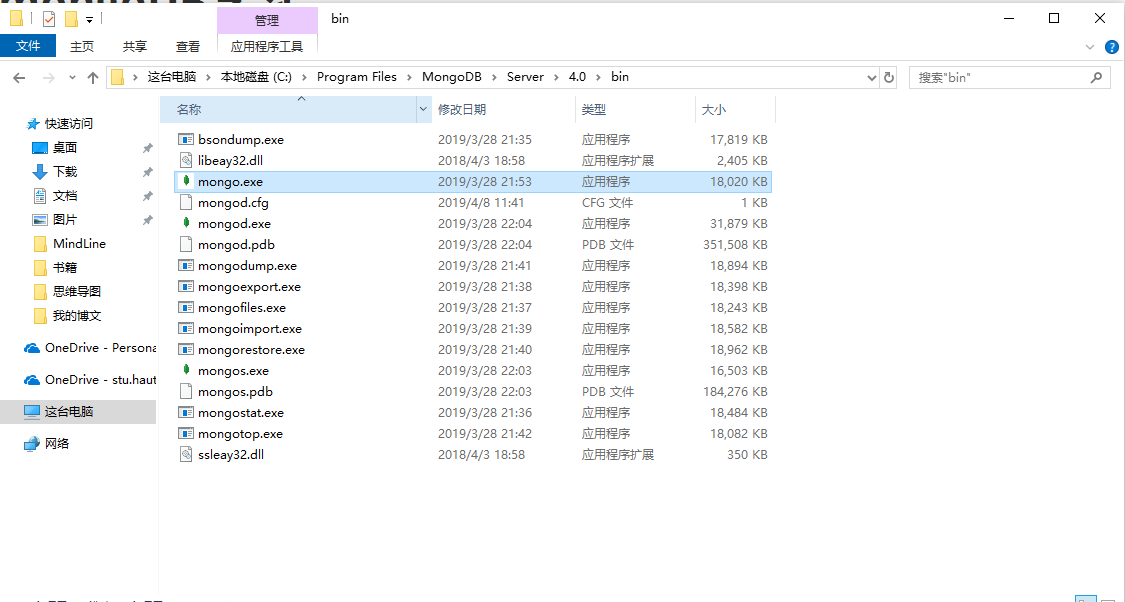 管理
bin
文件
主页
共享
查看
应用程序工具
这台电脑 本地磁盘 (C:) Program Files MongoDB Server 4.0 bin
搜索"bin"
快速访问
桌面
下载
文档
图片
MindLine
书籍
思维导图
我的博文
OneDrive - Persona
OneDrive - stu.haut
这台电脑
网络
名称 修改日期 类型 大小
bsondump.exe 2019/3/28 21:35 应用程序 17,819 KB
libeay32.dll 2018/4/3 18:58 应用程序扩展 2,405 KB
mongo.exe 2019/3/28 21:53 应用程序 18,020 KB
mongod.cfg 2019/4/8 11:41 CFG 文件 1 KB
mongod.exe 2019/3/28 22:04 应用程序 31,879 KB
mongod.pdb 2019/3/28 22:04 PDB 文件 351,508 KB
mongodump.exe 2019/3/28 21:41 应用程序 18,894 KB
mongoexport.exe 2019/3/28 21:38 应用程序 18,398 KB
mongofiles.exe 2019/3/28 21:37 应用程序 18,243 KB
mongoimport.exe 2019/3/28 21:39 应用程序 18,582 KB
mongorestore.exe 2019/3/28 21:40 应用程序 18,962 KB
mongos.exe 2019/3/28 22:03 应用程序 16,503 KB
mongos.pdb 2019/3/28 22:03 PDB 文件 184,276 KB
mongostat.exe 2019/3/28 21:36 应用程序 18,484 KB
mongotop.exe 2019/3/28 21:42 应用程序 18,082 KB
ssleay32.dll 2018/4/3 18:58 应用程序扩展 350 KB